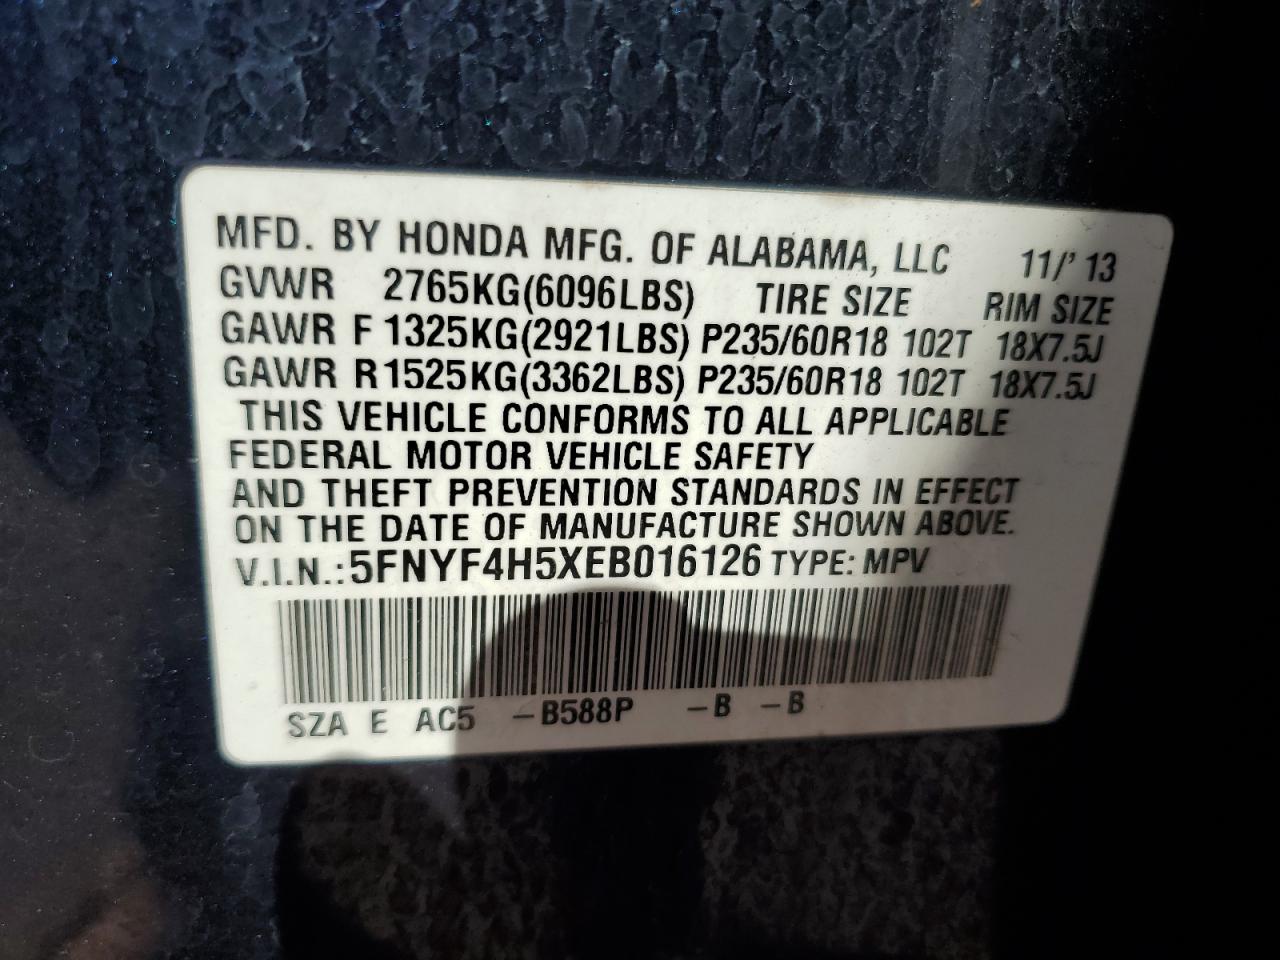 MFD. BY HONDA MFG. OF ALABAMA, LLC 11/' 13
GVWR 2765KG(6096LBS) TIRE SIZE RIM SIZE
GAWR F 1325KG(2921LBS) P235/60R18 102T 18X7.5J
GAWR R 1525KG(3362LBS) P235/60R18 102T 18X7.5J
THIS VEHICLE CONFORMS TO ALL APPLICABLE
FEDERAL MOTOR VEHICLE SAFETY
AND THEFT PREVENTION STANDARDS IN EFFECT
ON THE DATE OF MANUFACTURE SHOWN ABOVE.
V.I.N.: 5FNYF4H5XEB016126 TYPE: MPV
SZA E AC5 -B588P -B -B